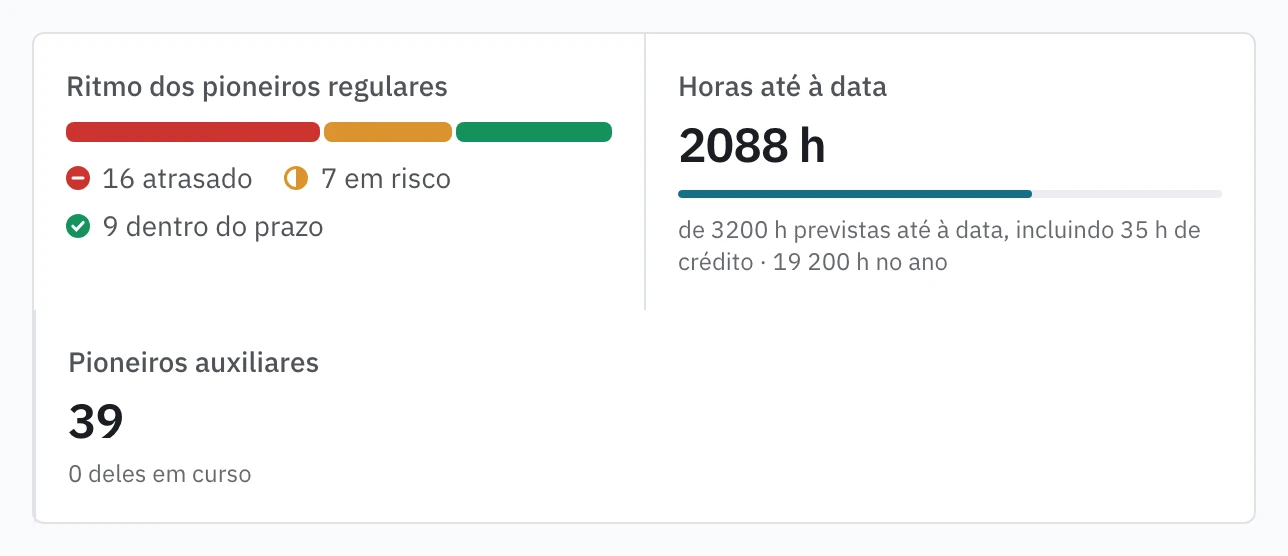 Ritmo dos pioneiros regulares
16 atrasado
7 em risco
9 dentro do prazo
Horas até à data
2088 h
de 3200 h previstas até à data, incluindo 35 h de
crédito · 19 200 h no ano
Pioneiros auxiliares
39
0 deles em curso